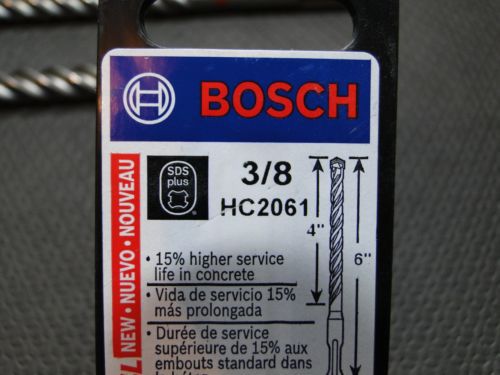 BOSCH
SDS
plus
3/8
HC2061
4"
6"
NEW • NUEVO • NOUVEAU
• 15% higher service
life in concrete
• Vida de servicio 15%
más prolongada
• Durée de service
supérieure de 15% aux
embouts standard dans